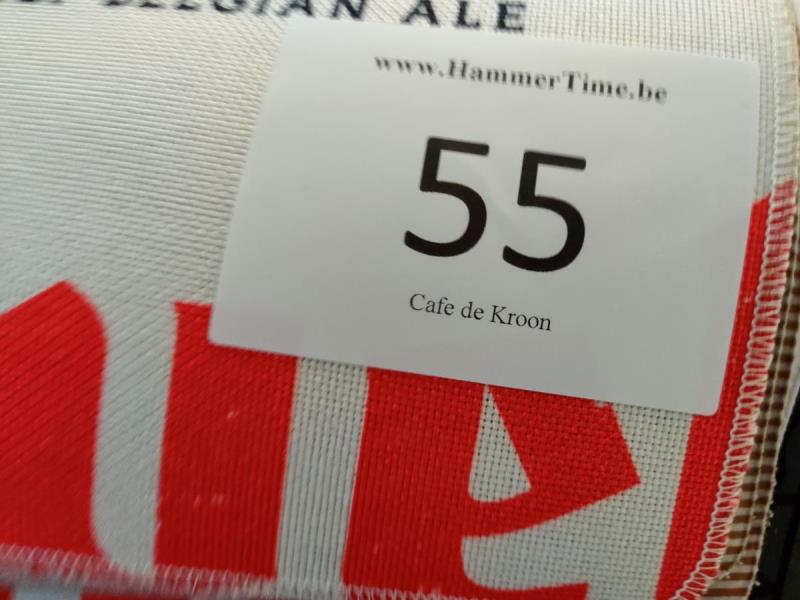 BELGIAN ALE
www.HammerTime.be
55
Cafe de Kroon